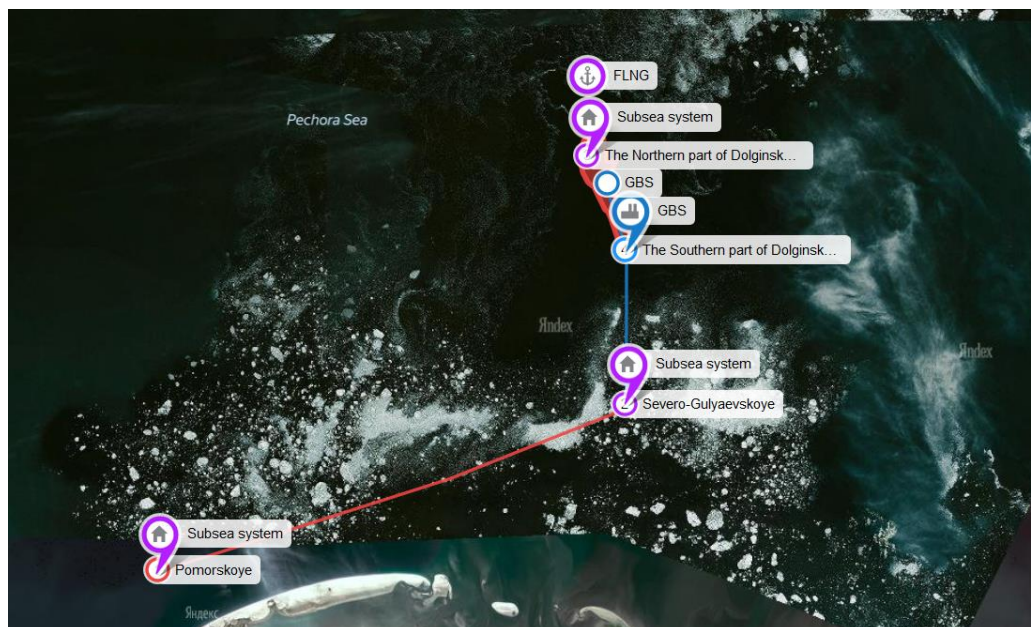 FLNG
Pechora Sea
Subsea system
The Northern part of Dolginsk...
GBS
GBS
The Southern part of Dolginsk...
Яndex
Яndex
Subsea system
Severo-Gulyaevskoye
Subsea system
Pomorskoye
Яндекс